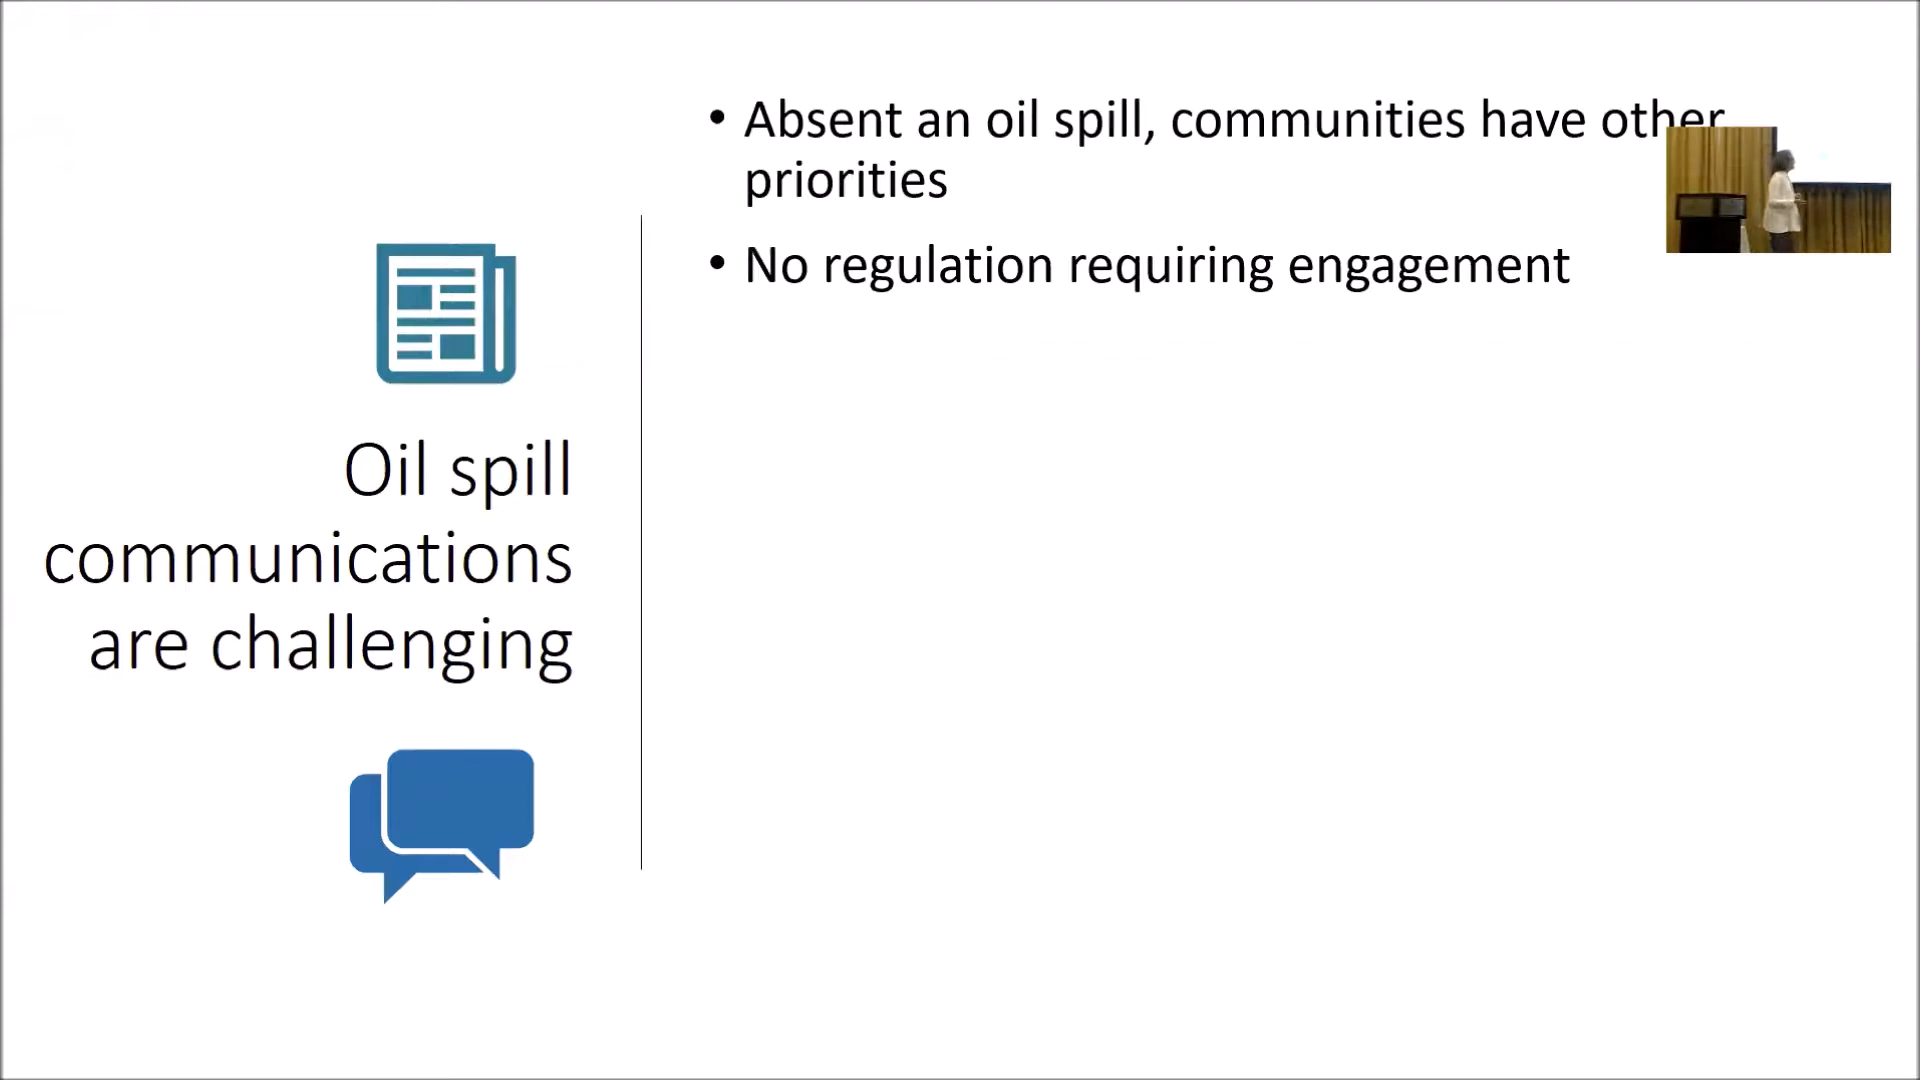 Oil spill
communications
are challenging
• Absent an oil spill, communities have other
priorities
• No regulation requiring engagement